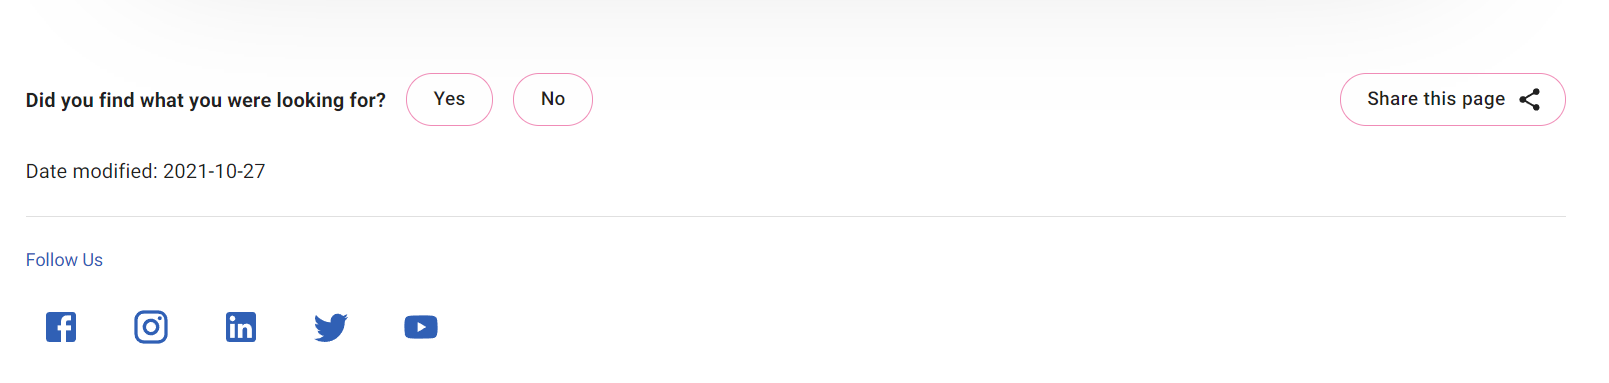 Did you find what you were looking for? Yes No Share this page
Date modified: 2021-10-27
Follow Us